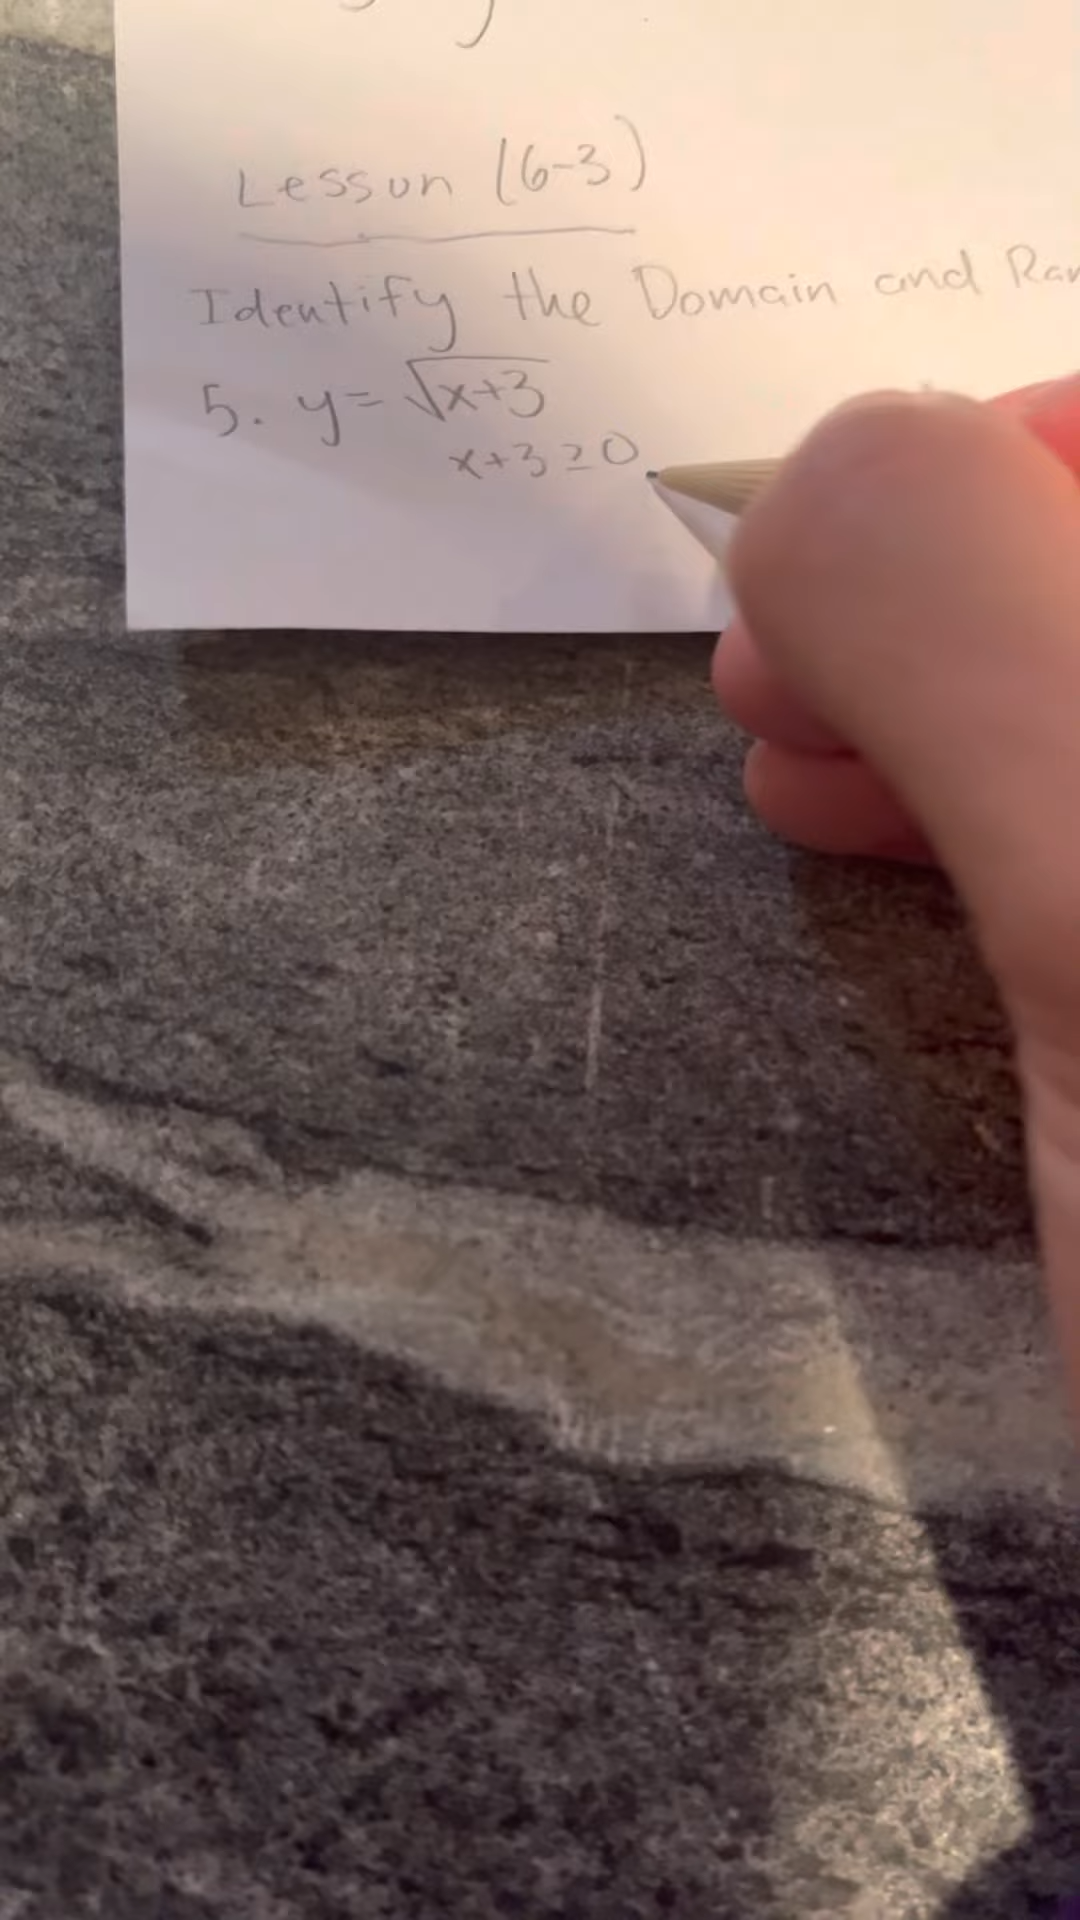 Lesson (6-3)
Identify the Domain and
5. y=√x+3
x+3≥0